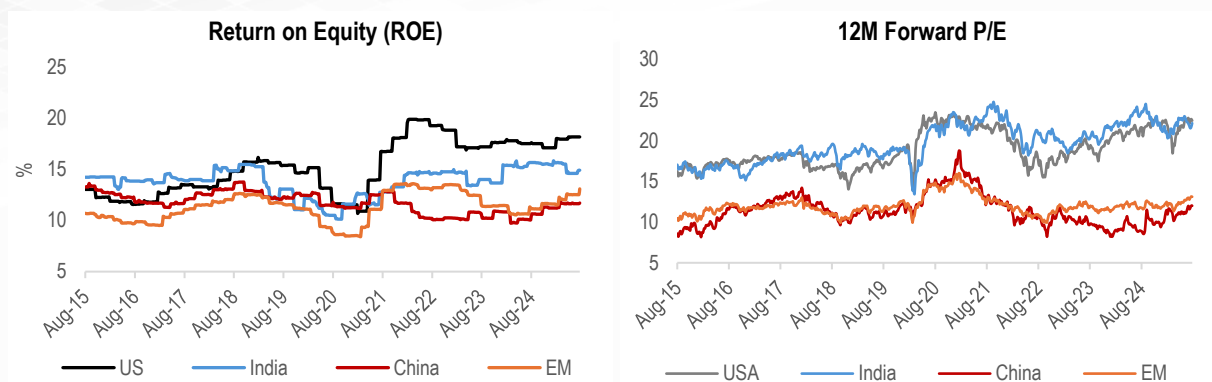 Return on Equity (ROE)
25
20
15
10
5
%
Aug-15
Aug-16
Aug-17
Aug-18
Aug-19
Aug-20
Aug-21
Aug-22
Aug-23
Aug-24
US India China EM
12M Forward P/E
30
25
20
15
10
5
Aug-15
Aug-16
Aug-17
Aug-18
Aug-19
Aug-20
Aug-21
Aug-22
Aug-23
Aug-24
USA India China EM